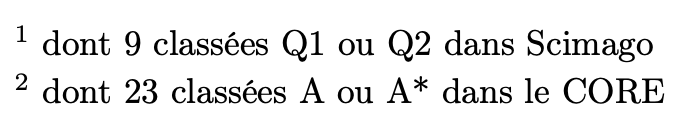 ¹ dont 9 classées Q1 ou Q2 dans Scimago
² dont 23 classées A ou A* dans le CORE